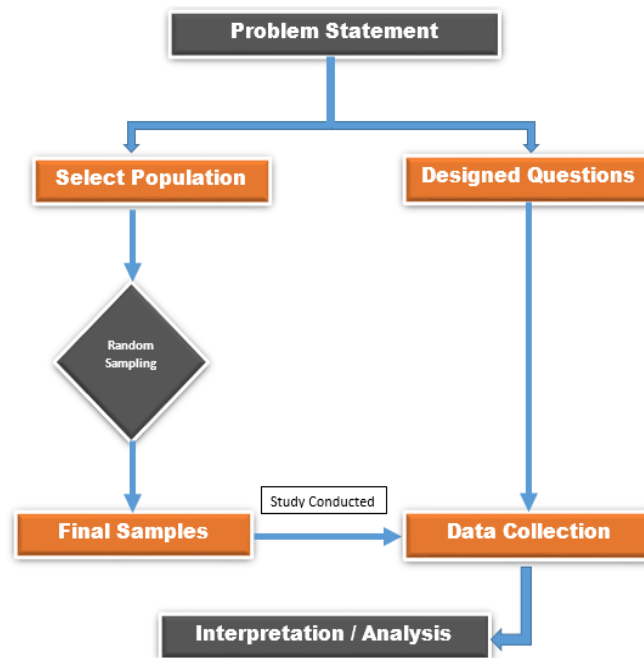 Problem Statement
Select Population
Designed Questions
Random
Sampling
Study Conducted
Final Samples
Data Collection
Interpretation / Analysis